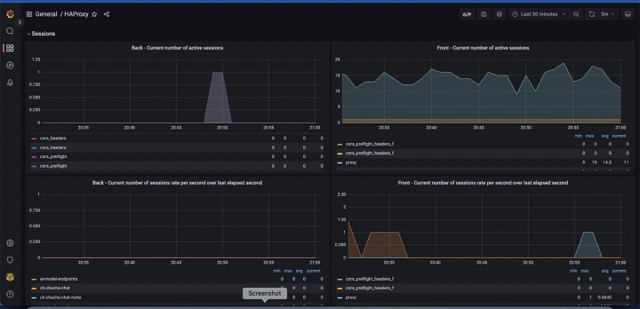 General / HAProxy
Last 30 minutes
5m
Sessions
Back - Current number of active sessions
1.25
1
0.750
0.500
0.250
0
20:35 20:40 20:45 20:50 20:55 21:00
min max avg current
cors_headers 0 0 0 0
cors_headers 0 0 0 0
cors_preflight 0 0 0 0
cors_preflight 0 0 0 0
Front - Current number of active sessions
20
15
10
5
0
20:35 20:40 20:45 20:50 20:55 21:00
min max avg current
cors_preflight_headers_f 0 0 0 0
cors_preflight_headers_f 0 0 0 0
proxy 9 19 14.3 11
Back - Current number of sessions rate per second over last elapsed second
1
0.750
0.500
0.250
0
20:35 20:40 20:45 20:50 20:55 21:00
min max avg current
ai-model-endpoints 0 0 0 0
0 0 0 0
0 0 0 0
Front - Current number of sessions rate per second over last elapsed second
2.50
2
1.50
1
0.500
0
20:35 20:40 20:45 20:50 20:55 21:00
min max avg current
cors_preflight_headers_f 0 0 0 0
cors_preflight_headers_f 0 0 0 0
proxy 0 1 0.0640 0
Screenshot